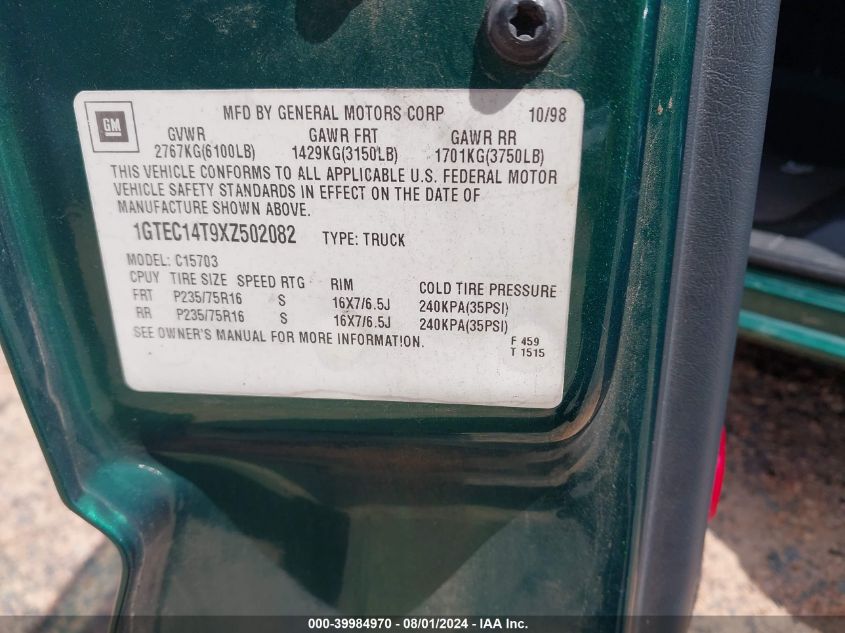 GM
MFD BY GENERAL MOTORS CORP 10/98
GVWR GAWR FRT GAWR RR
2767KG(6100LB) 1429KG(3150LB) 1701KG(3750LB)
THIS VEHICLE CONFORMS TO ALL APPLICABLE U.S. FEDERAL MOTOR
VEHICLE SAFETY STANDARDS IN EFFECT ON THE DATE OF
MANUFACTURE SHOWN ABOVE.
1GTEC14T9XZ502082 TYPE: TRUCK
MODEL: C15703
CPUY TIRE SIZE SPEED RTG RIM COLD TIRE PRESSURE
FRT P235/75R16 S 16X7/6.5J 240KPA(35PSI)
RR P235/75R16 S 16X7/6.5J 240KPA(35PSI)
SEE OWNER'S MANUAL FOR MORE INFORMATION.
F 459
T 1515
000-39984970 - 08/01/2024 - IAA Inc.